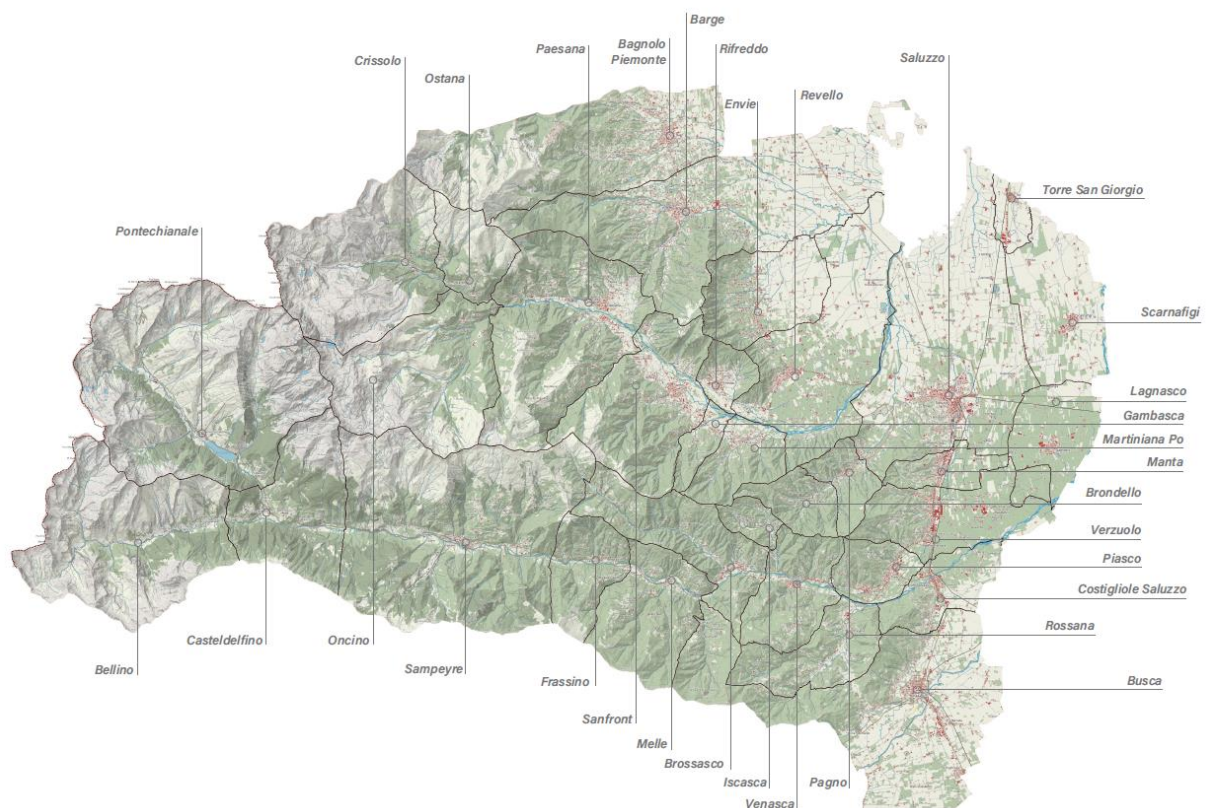 Barge
Bagnolo
Piemonte
Paesana
Rifreddo
Saluzzo
Crissolo
Ostana
Envie
Revello
Torre San Giorgio
Pontechianale
Scarnafigi
Lagnasco
Gambasca
Martiniana Po
Manta
Brondello
Verzuolo
Piasco
Costigliole Saluzzo
Rossana
Casteldelfino
Oncino
Bellino
Sampeyre
Frassino
Busca
Sanfront
Melle
Brossasco
Iscasca
Pagno
Venasca